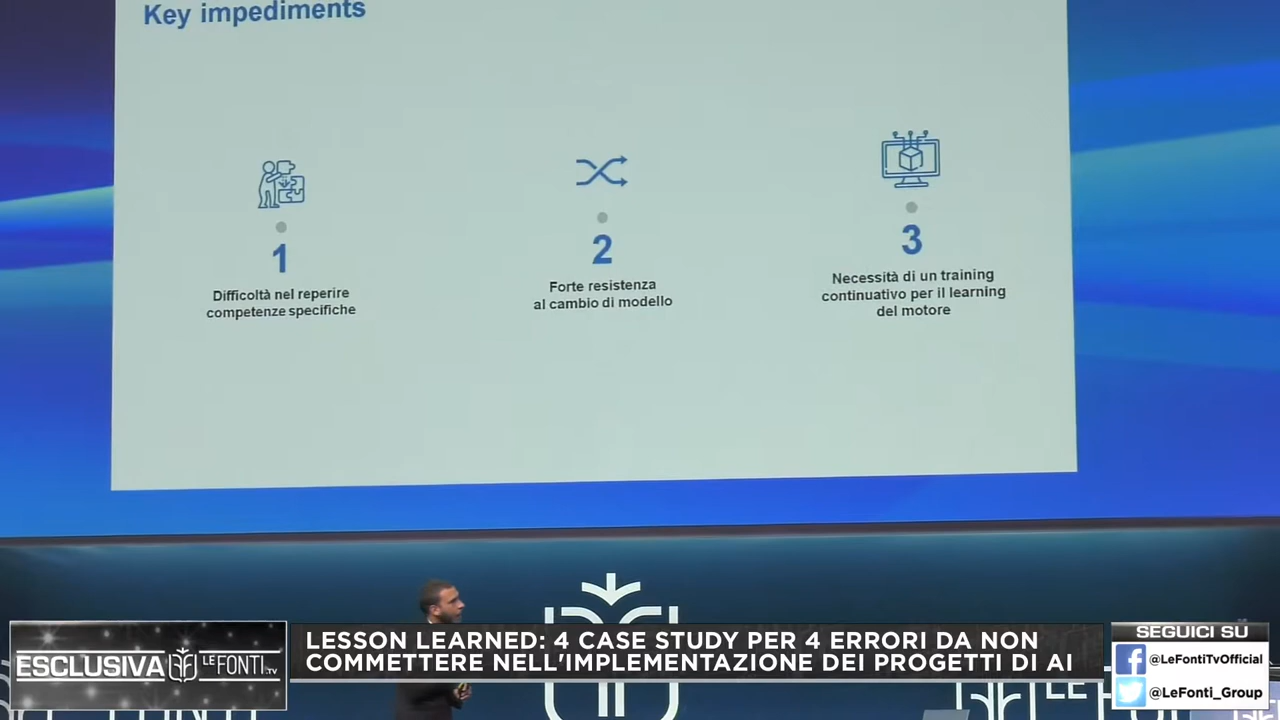 Key impediments
1
Difficoltà nel reperire
competenze specifiche
2
Forte resistenza
al cambio di modello
3
Necessità di un training
continuativo per il learning
del motore
ESCLUSIVA LE FONTI.TV
LESSON LEARNED: 4 CASE STUDY PER 4 ERRORI DA NON
COMMETTERE NELL'IMPLEMENTAZIONE DEI PROGETTI DI AI
SEGUICI SU
@LeFontiTvOfficial
@LeFonti_Group